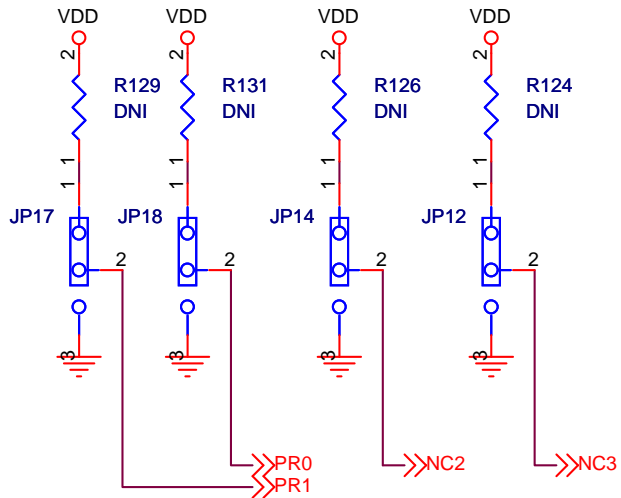 VDD VDD VDD VDD
2 2 2 2
R129 R131 R126 R124
DNI DNI DNI DNI
1 1 1 1
1 1 1 1
JP17 JP18 JP14 JP12
2 2 2 2
3 3 3 3
PR0 NC2 NC3
PR1